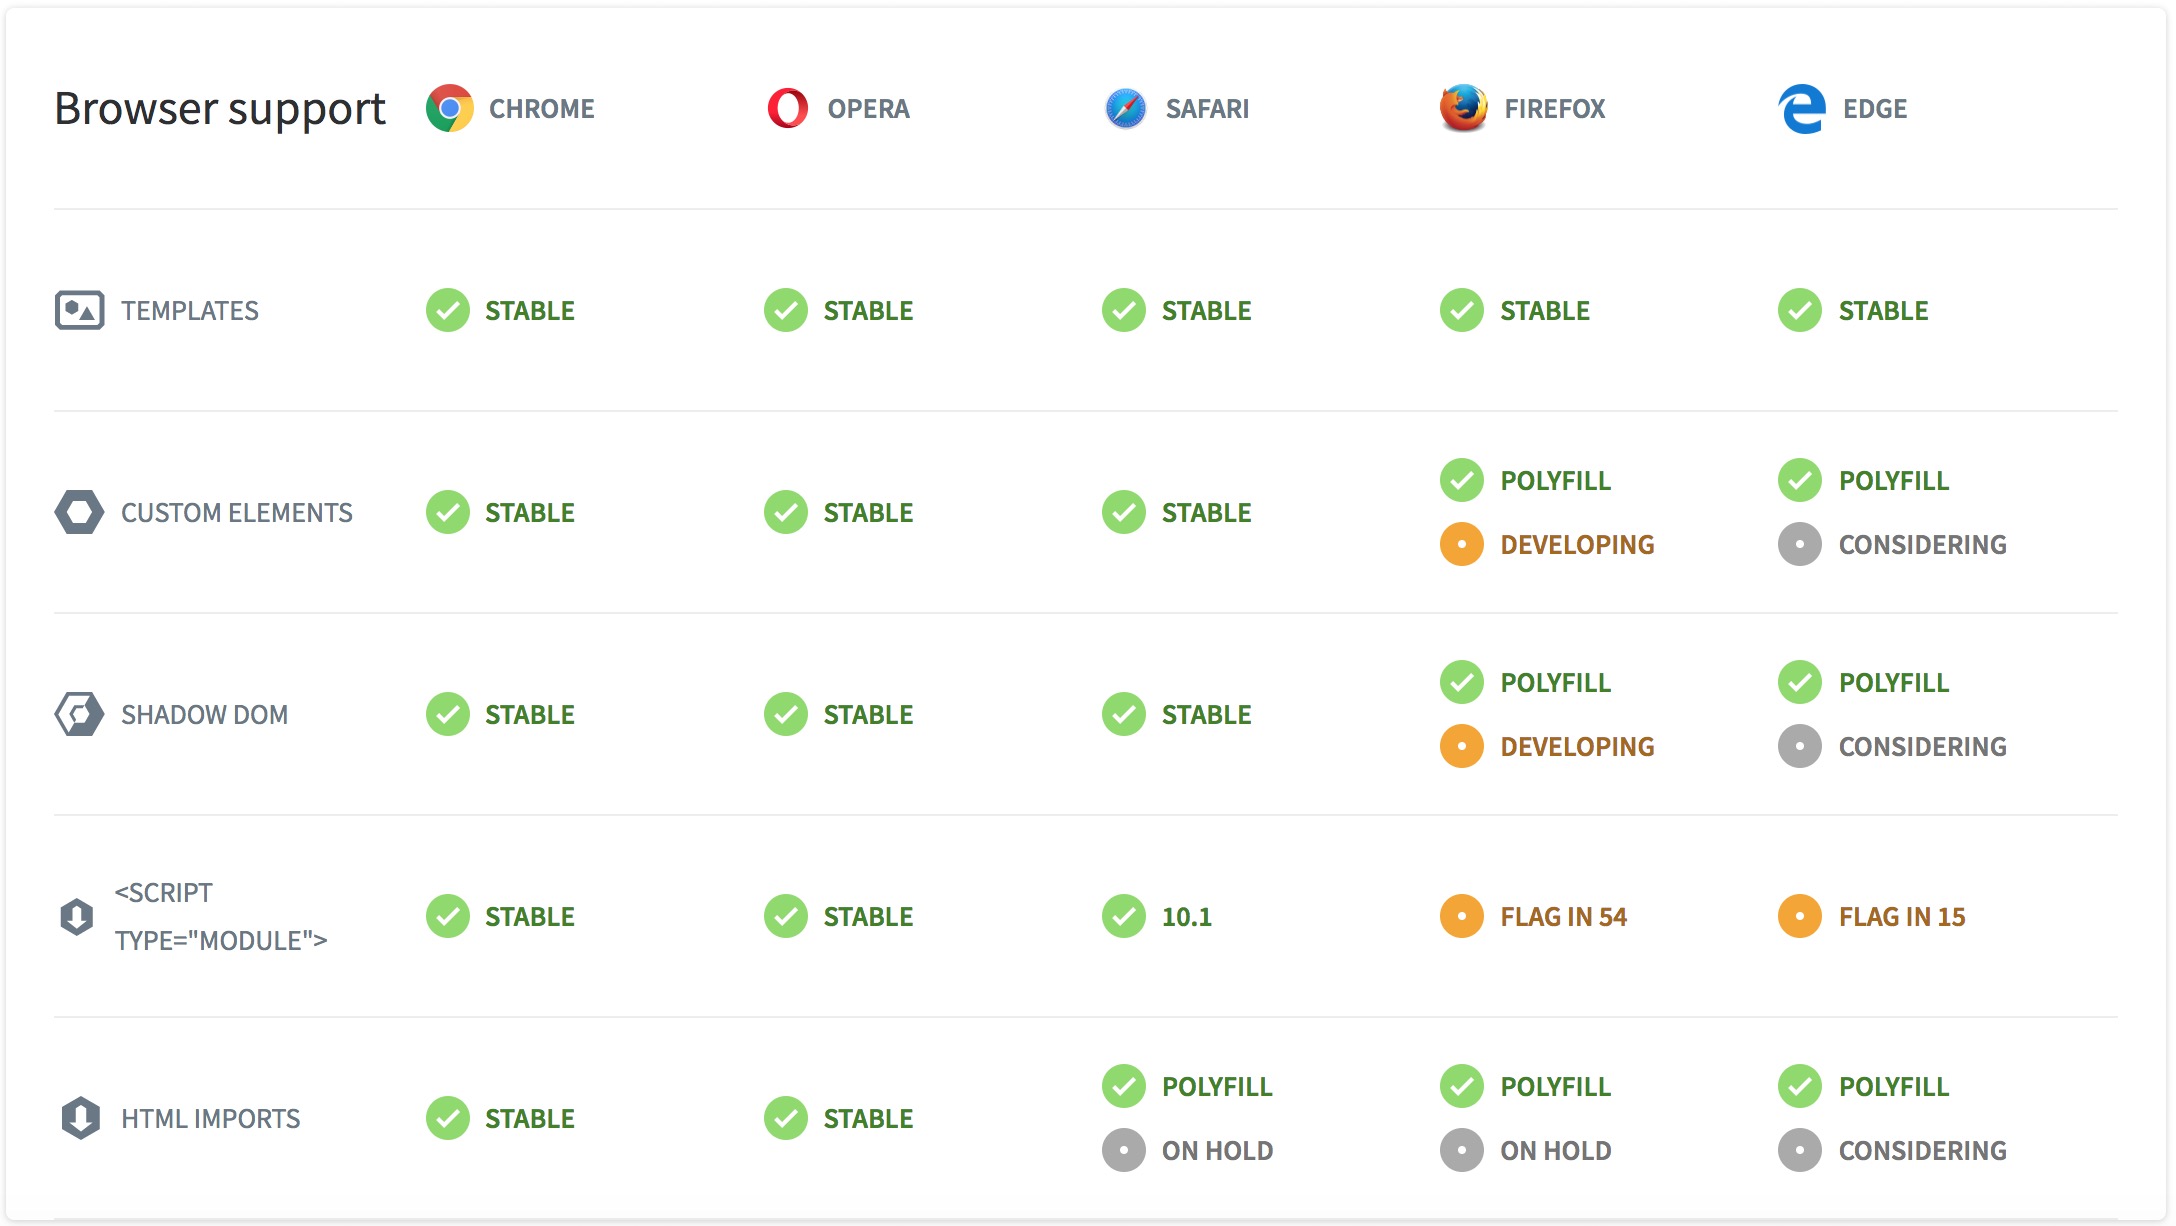 Browser support CHROME OPERA SAFARI FIREFOX EDGE
TEMPLATES STABLE STABLE STABLE STABLE STABLE
CUSTOM ELEMENTS STABLE STABLE STABLE POLYFILL POLYFILL
DEVELOPING CONSIDERING
SHADOW DOM STABLE STABLE STABLE POLYFILL POLYFILL
DEVELOPING CONSIDERING
<SCRIPT
TYPE="MODULE"> STABLE STABLE 10.1 FLAG IN 54 FLAG IN 15
HTML IMPORTS STABLE STABLE POLYFILL POLYFILL POLYFILL
ON HOLD ON HOLD CONSIDERING